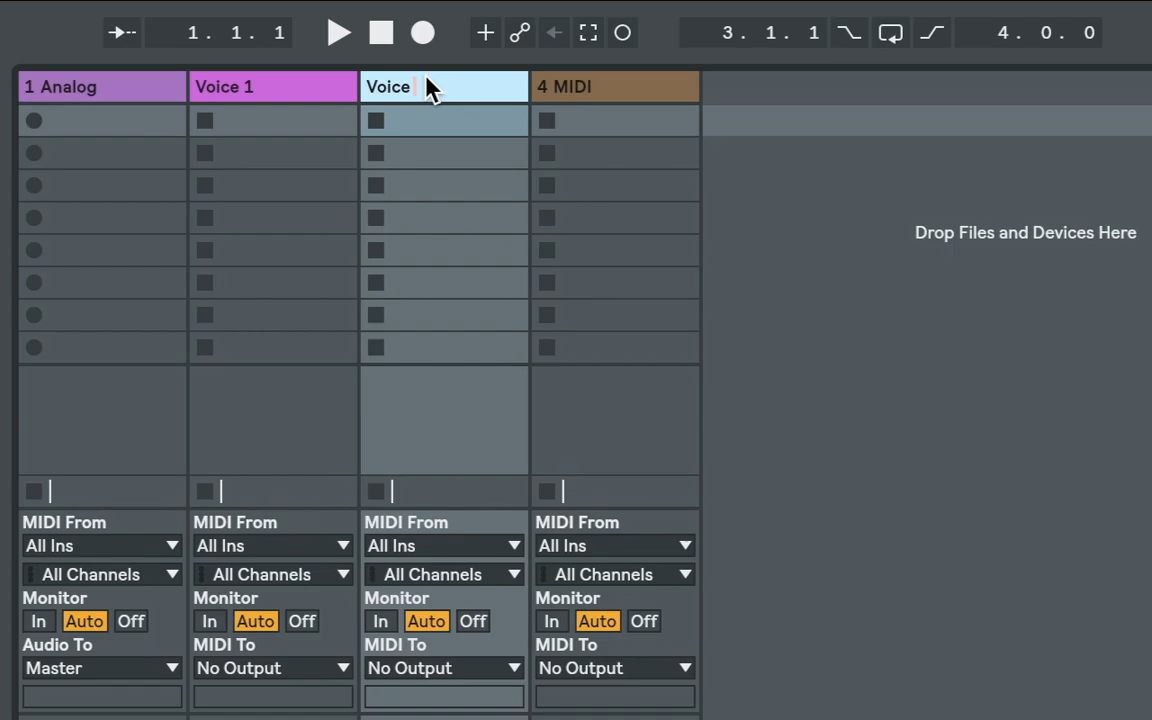 1. 1. 1 3. 1. 1 4. 0. 0
1 Analog Voice 1 Voice 4 MIDI
Drop Files and Devices Here
MIDI From MIDI From MIDI From MIDI From
All Ins All Ins All Ins All Ins
All Channels All Channels All Channels All Channels
Monitor Monitor Monitor Monitor
In Auto Off In Auto Off In Auto Off In Auto Off
Audio To MIDI To MIDI To MIDI To
Master No Output No Output No Output